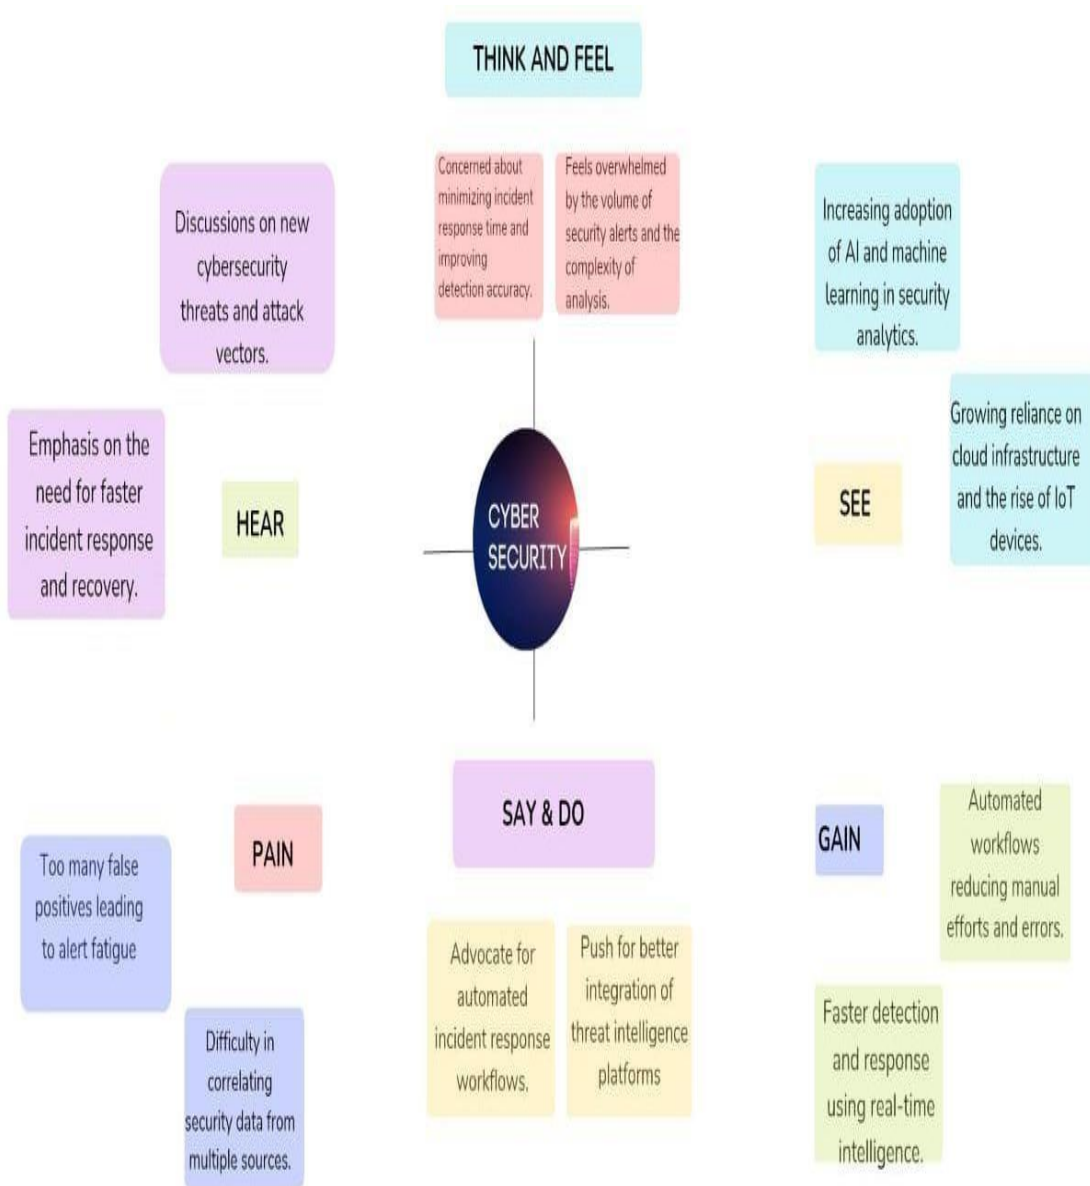 THINK AND FEEL
Concerned about
minimizing incident
response time and
improving
detection accuracy.
Feels overwhelmed
by the volume of
security alerts and the
complexity of
analysis.
Discussions on new
cybersecurity
threats and attack
vectors.
Emphasis on the
need for faster
incident response
and recovery.
HEAR
CYBER
SECURITY
SEE
Increasing adoption
of AI and machine
learning in security
analytics.
Growing reliance on
cloud infrastructure
and the rise of IoT
devices.
PAIN
Too many false
positives leading
to alert fatigue
Difficulty in
correlating
security data from
multiple sources.
SAY & DO
Advocate for
automated
incident response
workflows.
Push for better
integration of
threat intelligence
platforms
GAIN
Automated
workflows
reducing manual
efforts and errors.
Faster detection
and response
using real-time
intelligence.